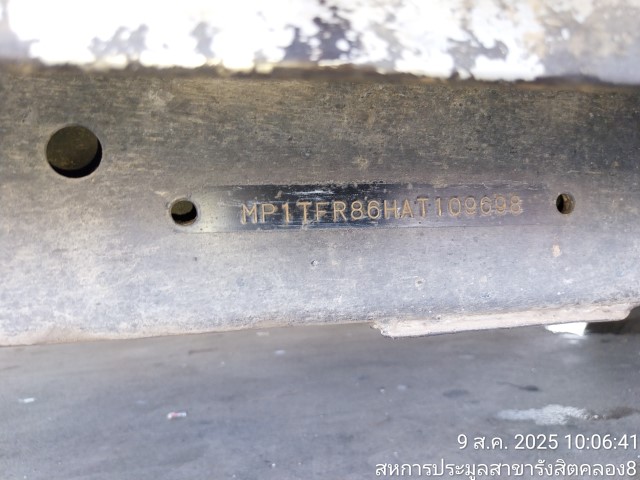 MP1TFR86HAT109698
9 ส.ค. 2025 10:06:41
สหการประมูลสาขารังสิตคลอง8